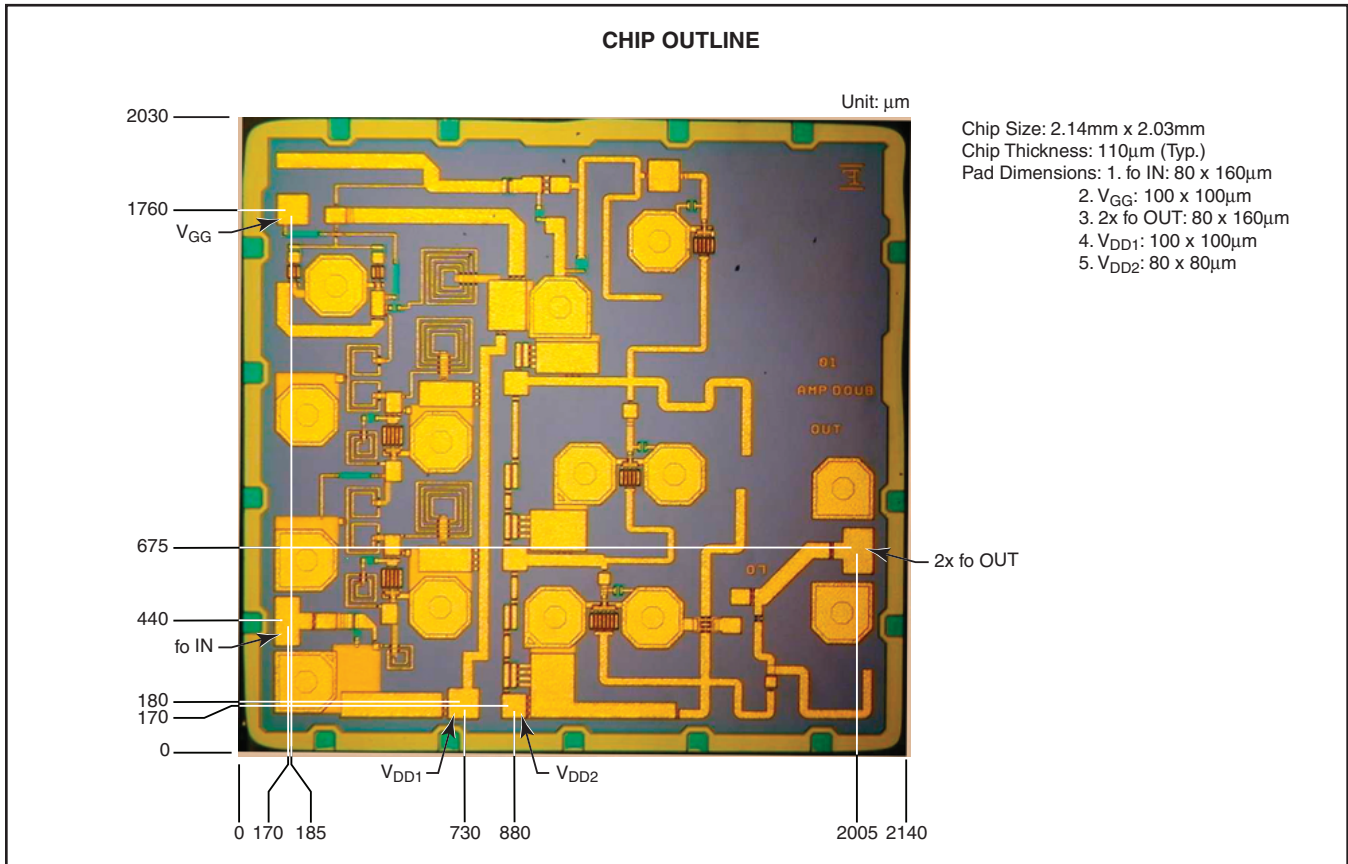 CHIP OUTLINE
Unit: µm
2030
1760
VGG
675
440
fo IN
180
170
0
VDD1
VDD2
2x fo OUT
0 170 185 730 880 2005 2140
Chip Size: 2.14mm x 2.03mm
Chip Thickness: 110µm (Typ.)
Pad Dimensions: 1. fo IN: 80 x 160µm
2. VGG: 100 x 100µm
3. 2x fo OUT: 80 x 160µm
4. VDD1: 100 x 100µm
5. VDD2: 80 x 80µm
01
AMP DOUB
OUT
07